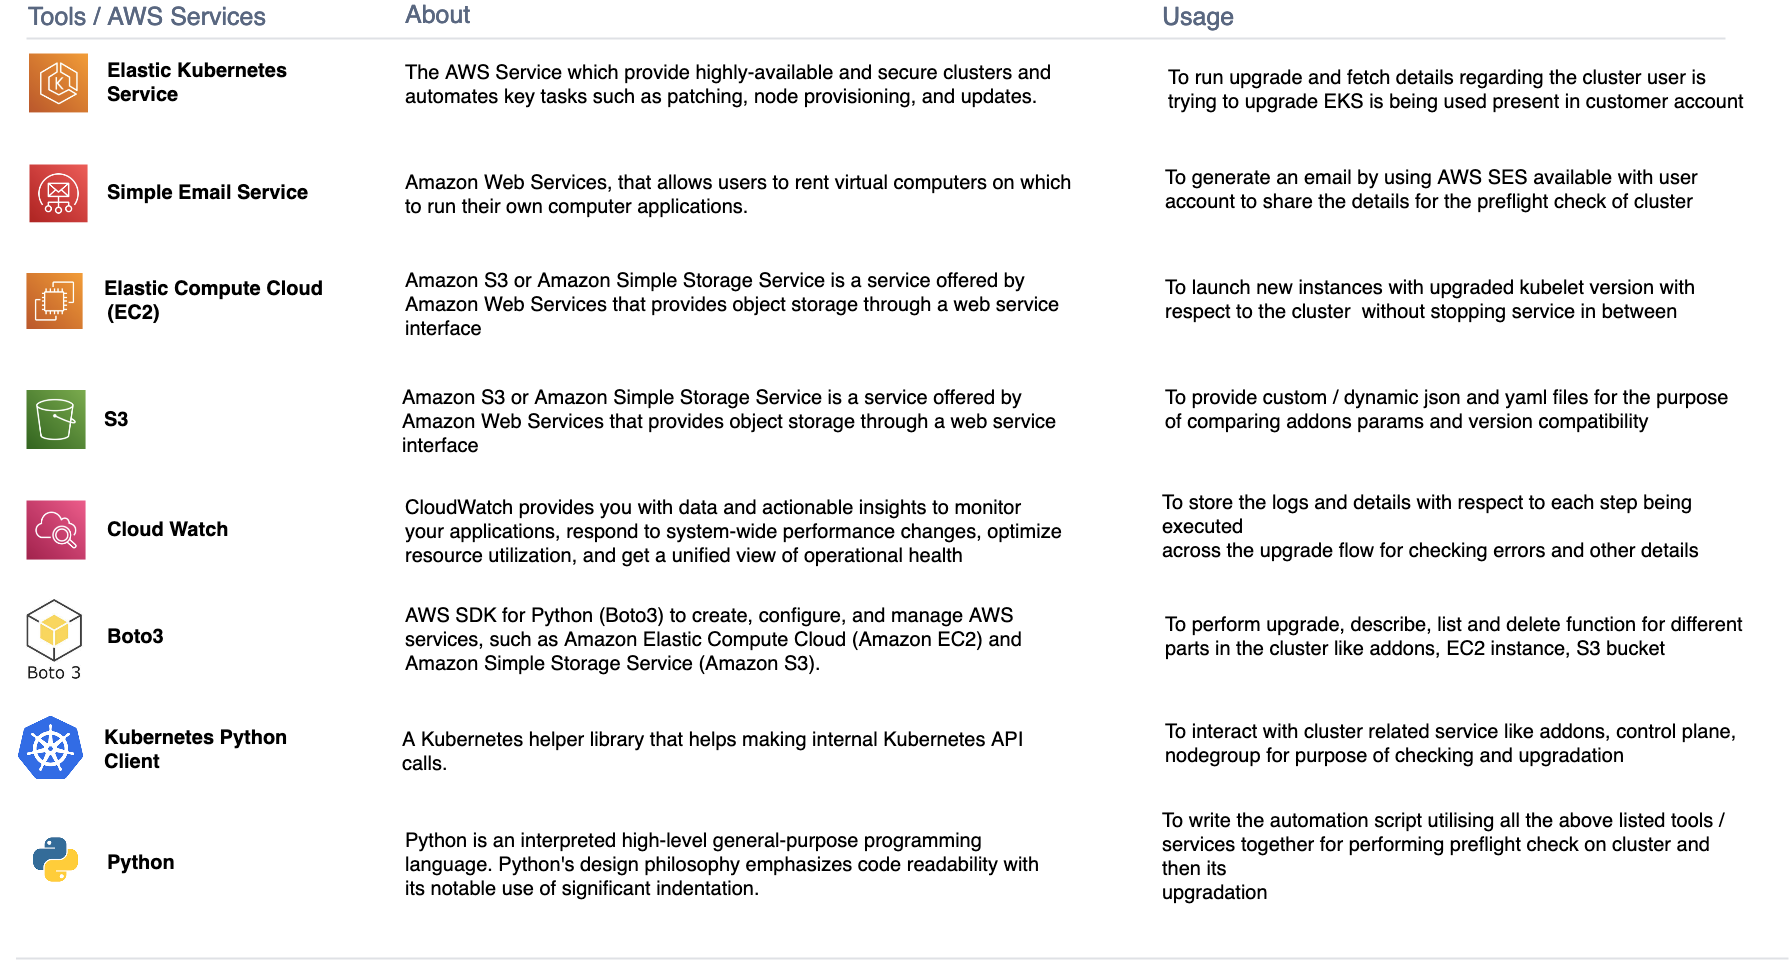 Tools / AWS Services
About
Usage
Elastic Kubernetes
Service
The AWS Service which provide highly-available and secure clusters and
automates key tasks such as patching, node provisioning, and updates.
To run upgrade and fetch details regarding the cluster user is
trying to upgrade EKS is being used present in customer account
Simple Email Service
Amazon Web Services, that allows users to rent virtual computers on which
to run their own computer applications.
To generate an email by using AWS SES available with user
account to share the details for the preflight check of cluster
Elastic Compute Cloud
(EC2)
Amazon S3 or Amazon Simple Storage Service is a service offered by
Amazon Web Services that provides object storage through a web service
interface
To launch new instances with upgraded kubelet version with
respect to the cluster  without stopping service in between
S3
Amazon S3 or Amazon Simple Storage Service is a service offered by
Amazon Web Services that provides object storage through a web service
interface
To provide custom / dynamic json and yaml files for the purpose
of comparing addons params and version compatibility
Cloud Watch
CloudWatch provides you with data and actionable insights to monitor
your applications, respond to system-wide performance changes, optimize
resource utilization, and get a unified view of operational health
To store the logs and details with respect to each step being
executed
across the upgrade flow for checking errors and other details
Boto 3
Boto3
AWS SDK for Python (Boto3) to create, configure, and manage AWS
services, such as Amazon Elastic Compute Cloud (Amazon EC2) and
Amazon Simple Storage Service (Amazon S3).
To perform upgrade, describe, list and delete function for different
parts in the cluster like addons, EC2 instance, S3 bucket
Kubernetes Python
Client
A Kubernetes helper library that helps making internal Kubernetes API
calls.
To interact with cluster related service like addons, control plane,
nodegroup for purpose of checking and upgradation
Python
Python is an interpreted high-level general-purpose programming
language. Python's design philosophy emphasizes code readability with
its notable use of significant indentation.
To write the automation script utilising all the above listed tools /
services together for performing preflight check on cluster and
then its
upgradation